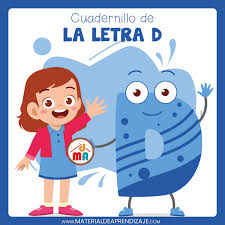 Cuadernillo de
LA LETRA D
MA
WWW.MATERIALDEAPRENDIZAJE.COM